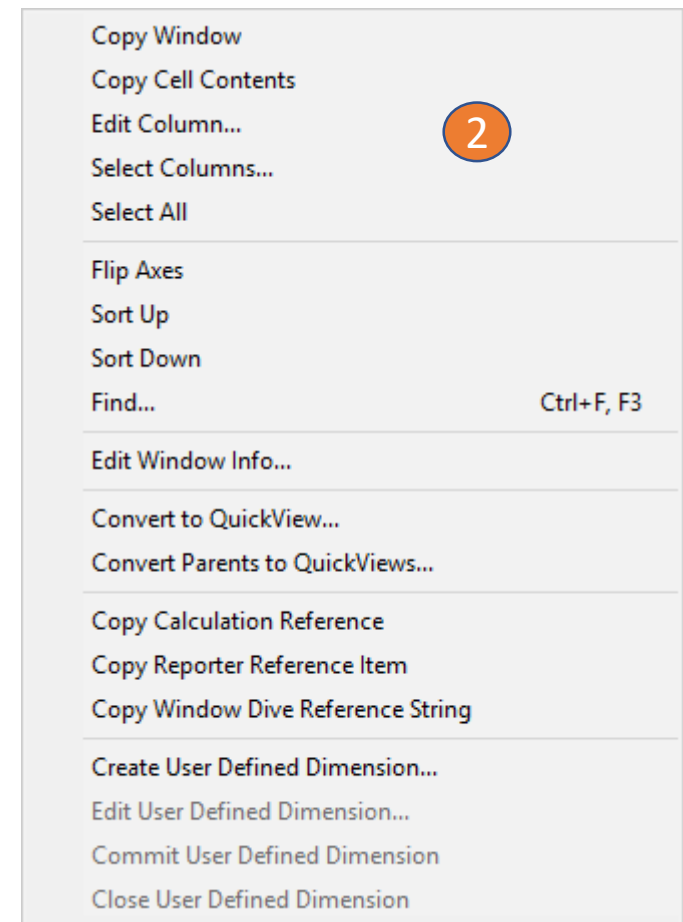 Copy Window
Copy Cell Contents
Edit Column...
2
Select Columns...
Select All
Flip Axes
Sort Up
Sort Down
Find... Ctrl+F, F3
Edit Window Info...
Convert to QuickView...
Convert Parents to QuickViews...
Copy Calculation Reference
Copy Reporter Reference Item
Copy Window Dive Reference String
Create User Defined Dimension...
Edit User Defined Dimension...
Commit User Defined Dimension
Close User Defined Dimension